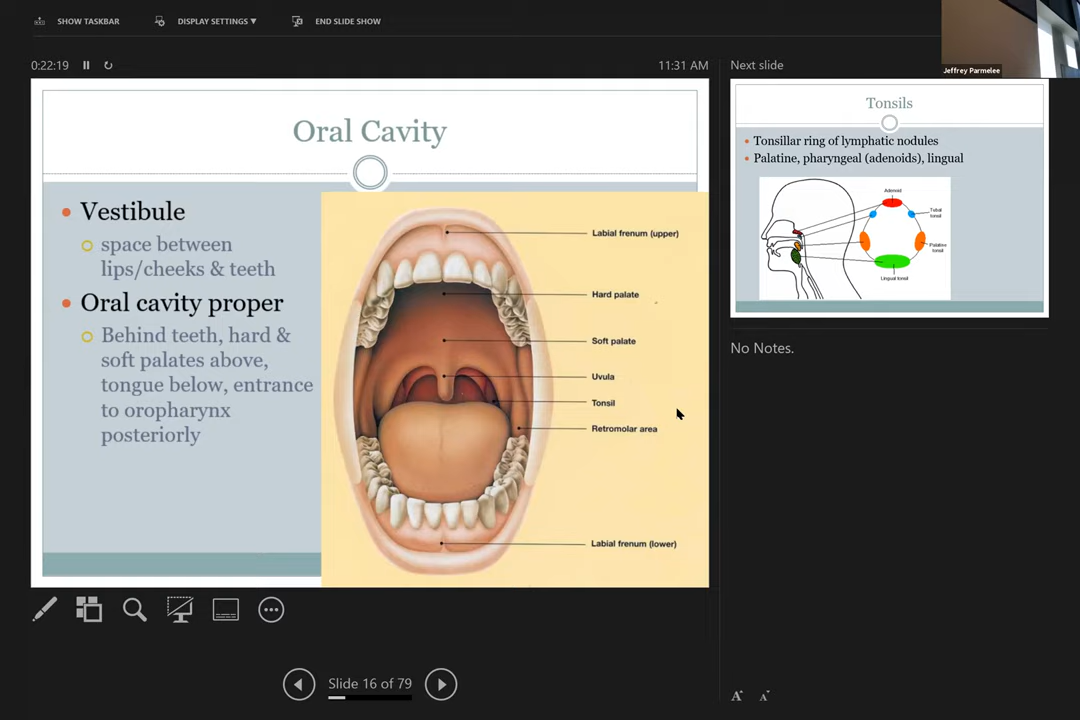 SHOW TASKBAR
DISPLAY SETTINGS ▼
END SLIDE SHOW
Jeffrey Parmelee
0:22:19
11:31 AM
Oral Cavity
• Vestibule
space between
lips/cheeks & teeth
• Oral cavity proper
Behind teeth, hard &
soft palates above,
tongue below, entrance
to oropharynx
posteriorly
Labial frenum (upper)
Hard palate
Soft palate
Uvula
Tonsil
Retromolar area
Labial frenum (lower)
Next slide
Tonsils
• Tonsillar ring of lymphatic nodules
• Palatine, pharyngeal (adenoids), lingual
Adenoid
Tubal
tonsil
Palatine
tonsil
Lingual tonsil
No Notes.
Slide 16 of 79
A A